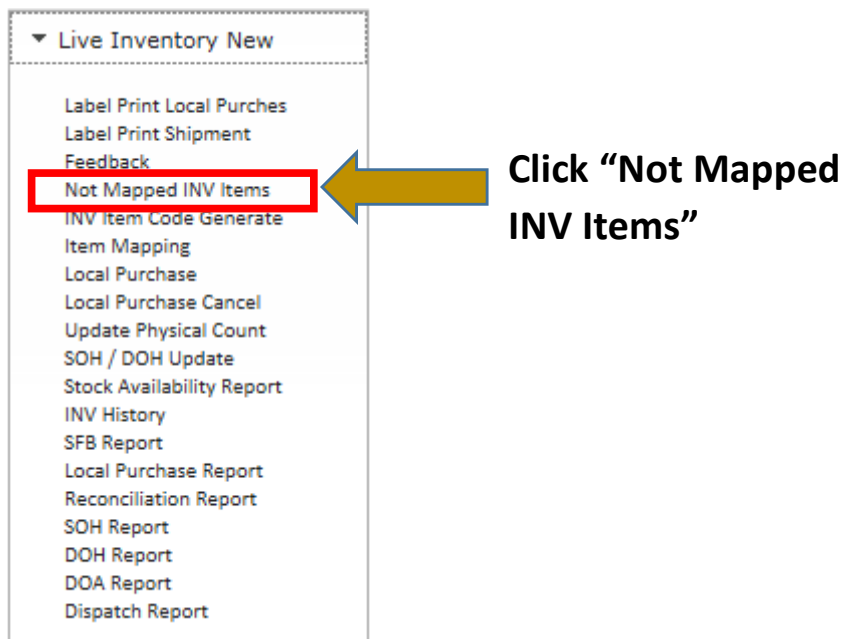 Live Inventory New
Label Print Local Purches
Label Print Shipment
Feedback
Not Mapped INV Items
INV Item Code Generate
Item Mapping
Local Purchase
Local Purchase Cancel
Update Physical Count
SOH / DOH Update
Stock Availability Report
INV History
SFB Report
Local Purchase Report
Reconciliation Report
SOH Report
DOH Report
DOA Report
Dispatch Report
Click “Not Mapped
INV Items”